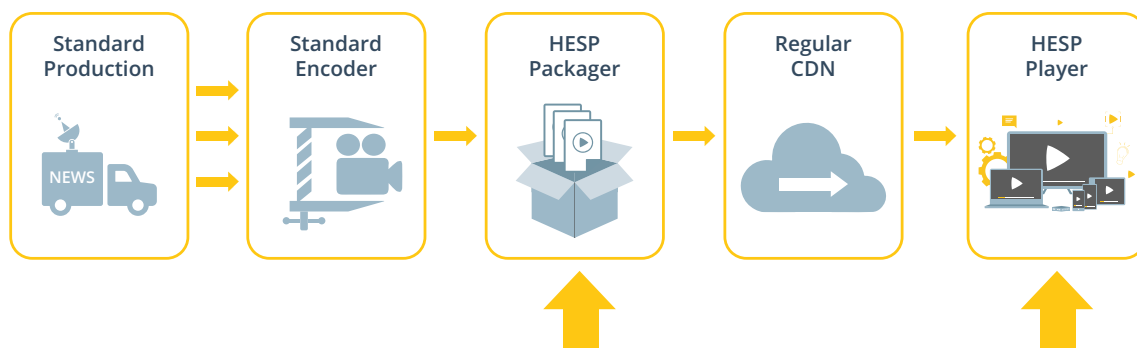 Standard
Production
Standard
Encoder
HESP
Packager
Regular
CDN
HESP
Player
NEWS